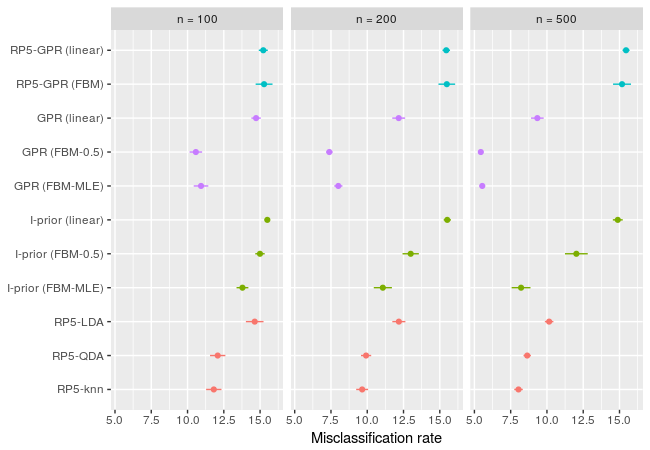 n = 100 n = 200 n = 500
RP5-GPR (linear)
RP5-GPR (FBM)
GPR (linear)
GPR (FBM-0.5)
GPR (FBM-MLE)
I-prior (linear)
I-prior (FBM-0.5)
I-prior (FBM-MLE)
RP5-LDA
RP5-QDA
RP5-knn
5.0 7.5 10.0 12.5 15.0 5.0 7.5 10.0 12.5 15.0 5.0 7.5 10.0 12.5 15.0
Misclassification rate